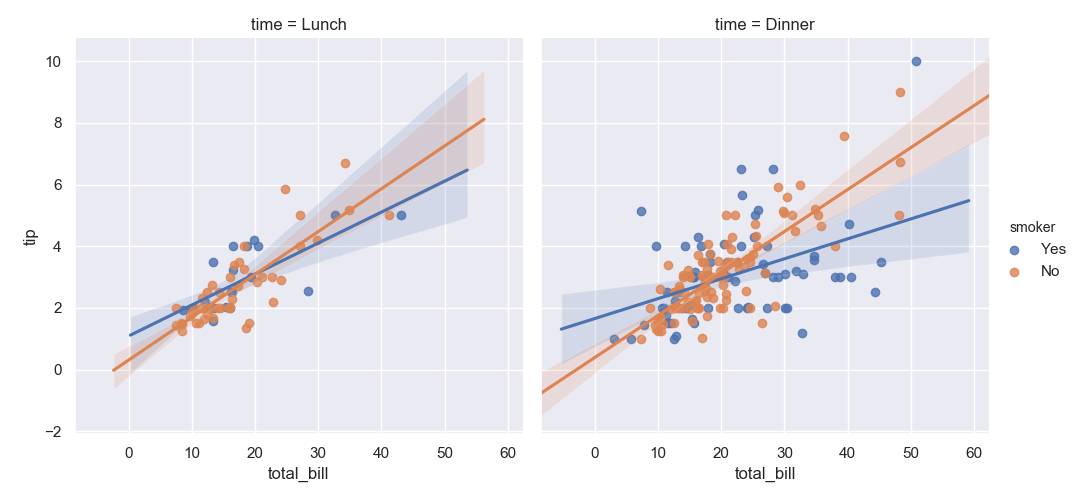 time = Lunch
time = Dinner
10
8
6
4
2
0
−2
tip
0 10 20 30 40 50 60
0 10 20 30 40 50 60
total_bill
total_bill
smoker
Yes
No